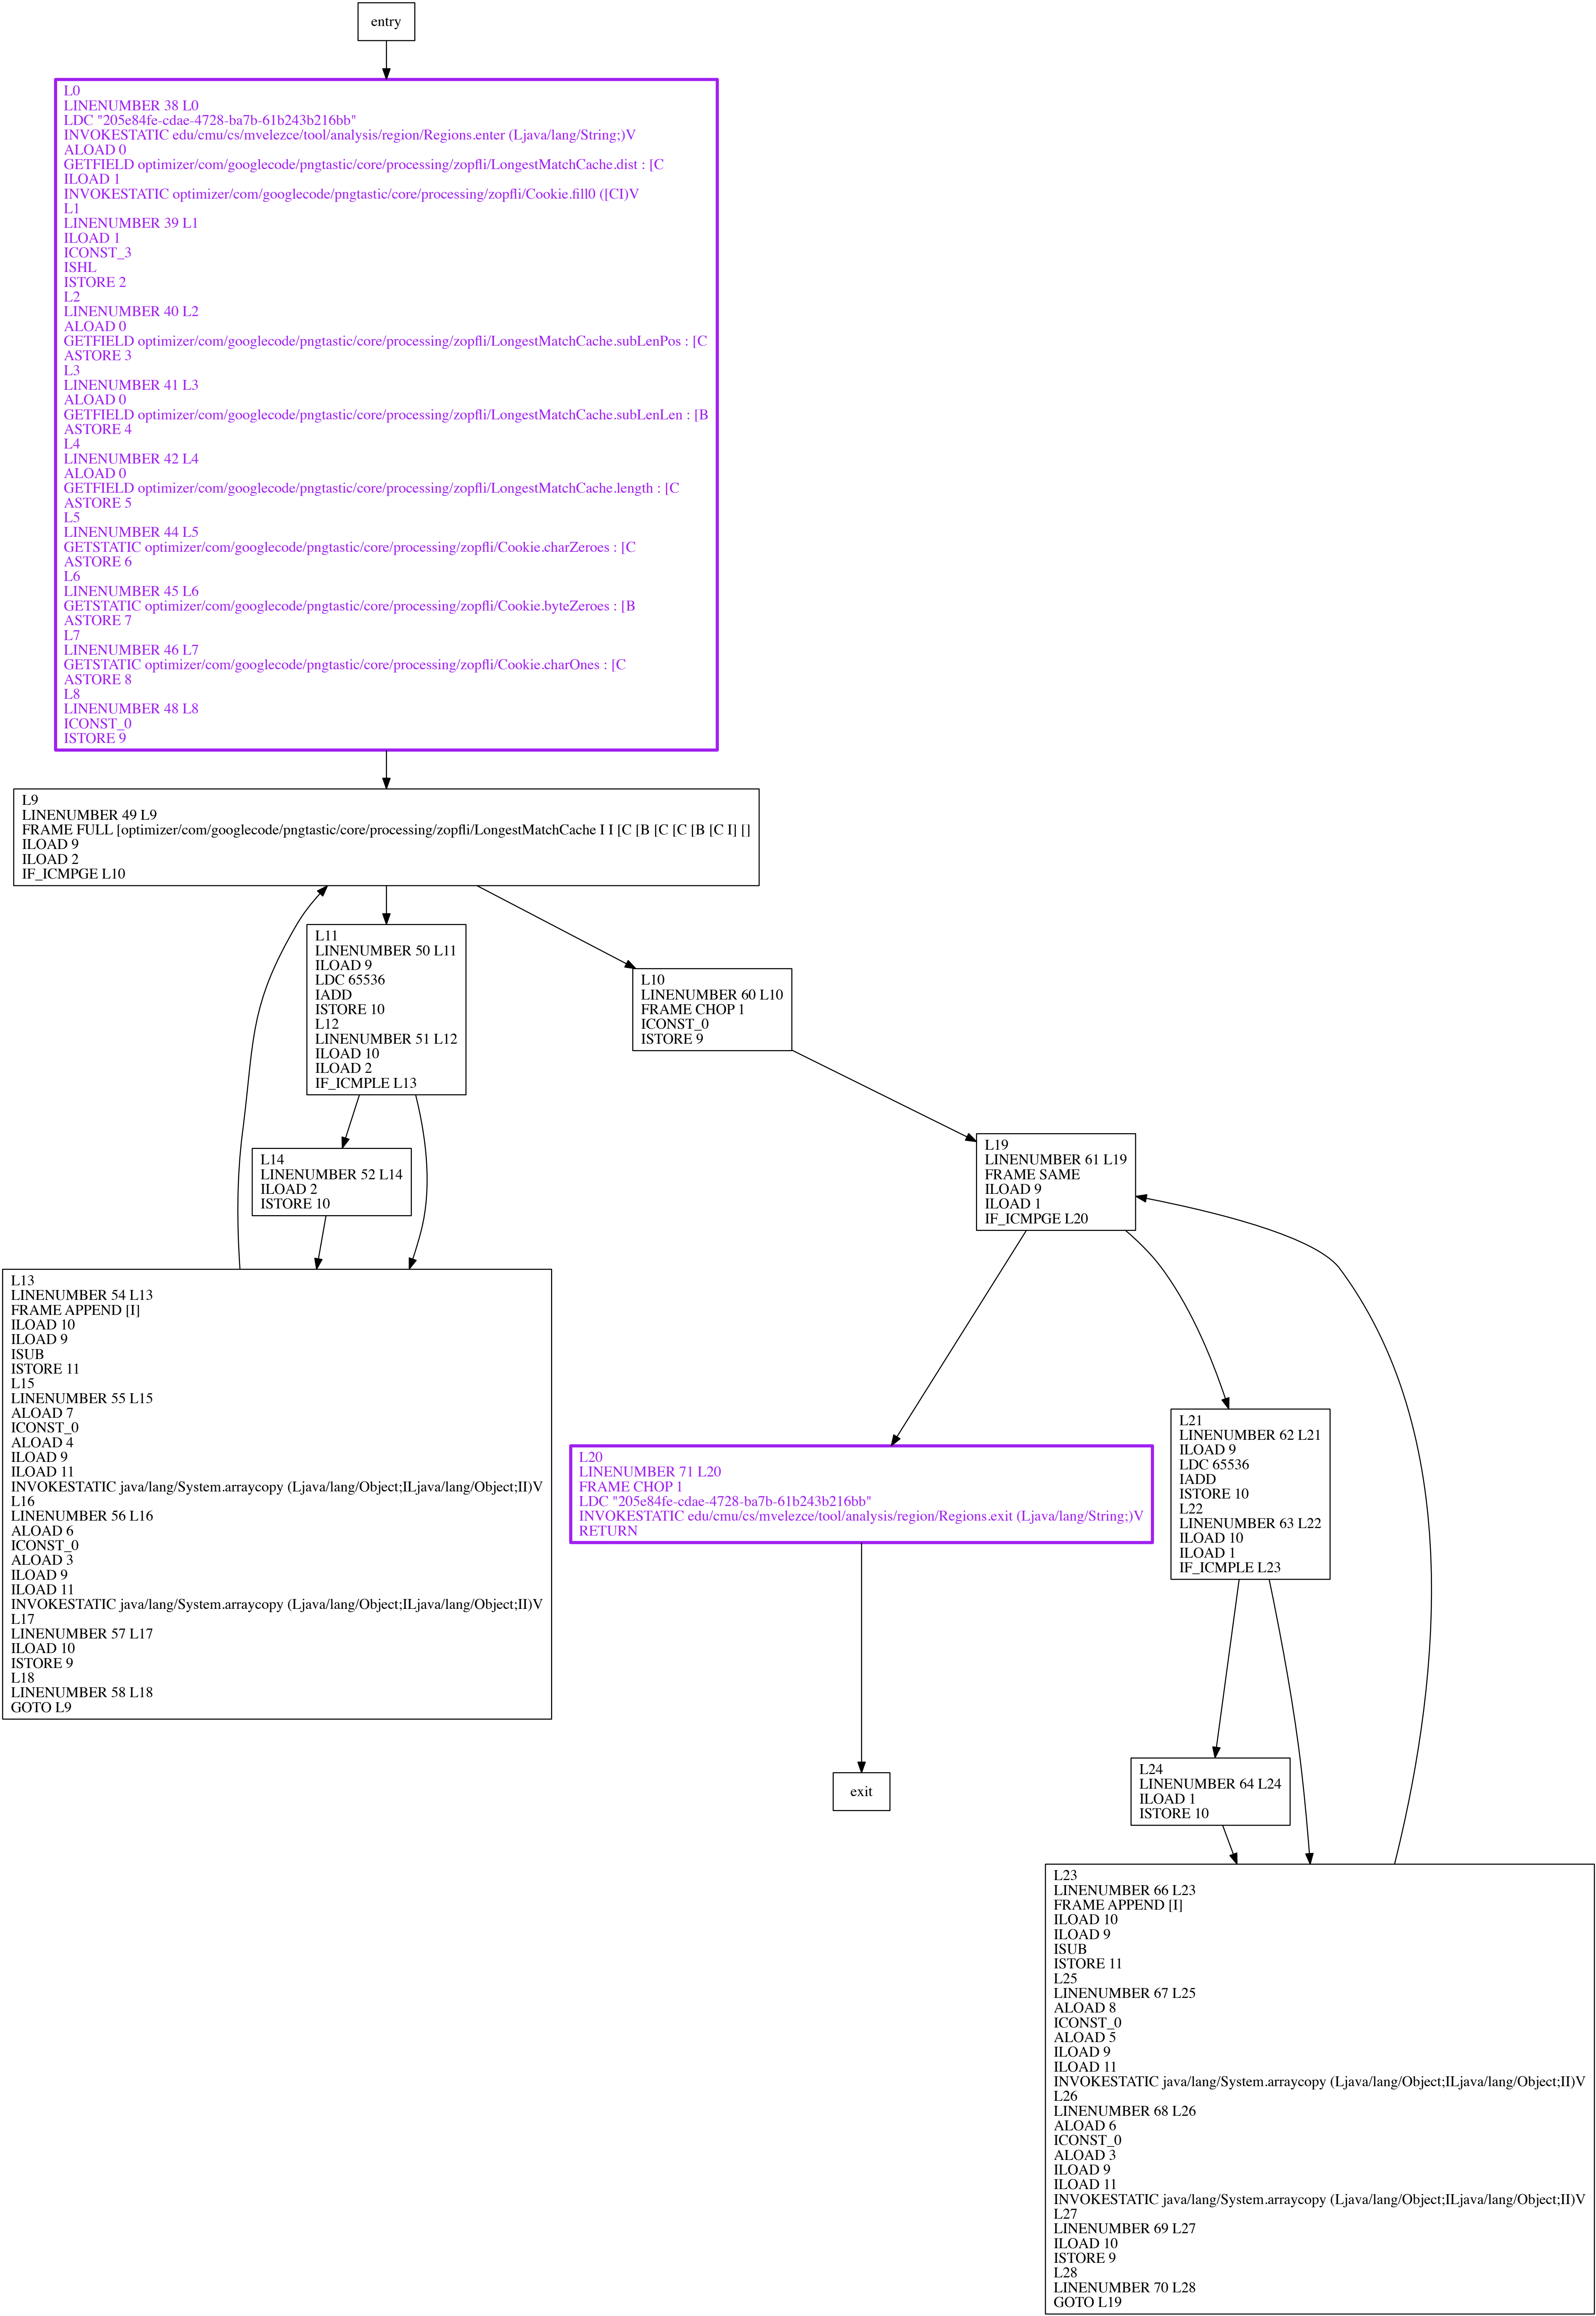 entry
L0
LINENUMBER 38 L0
LDC "205e84fe-cdae-4728-ba7b-61b243b216bb"
INVOKESTATIC edu/cmu/cs/mvelezce/tool/analysis/region/Regions.enter (Ljava/lang/String;)V
ALOAD 0
GETFIELD optimizer/com/googlecode/pngtastic/core/processing/zopfli/LongestMatchCache.dist : [C
ILOAD 1
INVOKESTATIC optimizer/com/googlecode/pngtastic/core/processing/zopfli/Cookie.fill0 ([CI)V
L1
LINENUMBER 39 L1
ILOAD 1
ICONST_3
ISHL
ISTORE 2
L2
LINENUMBER 40 L2
ALOAD 0
GETFIELD optimizer/com/googlecode/pngtastic/core/processing/zopfli/LongestMatchCache.subLenPos : [C
ASTORE 3
L3
LINENUMBER 41 L3
ALOAD 0
GETFIELD optimizer/com/googlecode/pngtastic/core/processing/zopfli/LongestMatchCache.subLenLen : [B
ASTORE 4
L4
LINENUMBER 42 L4
ALOAD 0
GETFIELD optimizer/com/googlecode/pngtastic/core/processing/zopfli/LongestMatchCache.length : [C
ASTORE 5
L5
LINENUMBER 44 L5
GETSTATIC optimizer/com/googlecode/pngtastic/core/processing/zopfli/Cookie.charZeroes : [C
ASTORE 6
L6
LINENUMBER 45 L6
GETSTATIC optimizer/com/googlecode/pngtastic/core/processing/zopfli/Cookie.byteZeroes : [B
ASTORE 7
L7
LINENUMBER 46 L7
GETSTATIC optimizer/com/googlecode/pngtastic/core/processing/zopfli/Cookie.charOnes : [C
ASTORE 8
L8
LINENUMBER 48 L8
ICONST_0
ISTORE 9
L9
LINENUMBER 49 L9
FRAME FULL [optimizer/com/googlecode/pngtastic/core/processing/zopfli/LongestMatchCache I I [C [B [C [C [B [C I] []
ILOAD 9
ILOAD 2
IF_ICMPGE L10
L11
LINENUMBER 50 L11
ILOAD 9
LDC 65536
IADD
ISTORE 10
L12
LINENUMBER 51 L12
ILOAD 10
ILOAD 2
IF_ICMPLE L13
L10
LINENUMBER 60 L10
FRAME CHOP 1
ICONST_0
ISTORE 9
L14
LINENUMBER 52 L14
ILOAD 2
ISTORE 10
L19
LINENUMBER 61 L19
FRAME SAME
ILOAD 9
ILOAD 1
IF_ICMPGE L20
L13
LINENUMBER 54 L13
FRAME APPEND [I]
ILOAD 10
ILOAD 9
ISUB
ISTORE 11
L15
LINENUMBER 55 L15
ALOAD 7
ICONST_0
ALOAD 4
ILOAD 9
ILOAD 11
INVOKESTATIC java/lang/System.arraycopy (Ljava/lang/Object;ILjava/lang/Object;II)V
L16
LINENUMBER 56 L16
ALOAD 6
ICONST_0
ALOAD 3
ILOAD 9
ILOAD 11
INVOKESTATIC java/lang/System.arraycopy (Ljava/lang/Object;ILjava/lang/Object;II)V
L17
LINENUMBER 57 L17
ILOAD 10
ISTORE 9
L18
LINENUMBER 58 L18
GOTO L9
L20
LINENUMBER 71 L20
FRAME CHOP 1
LDC "205e84fe-cdae-4728-ba7b-61b243b216bb"
INVOKESTATIC edu/cmu/cs/mvelezce/tool/analysis/region/Regions.exit (Ljava/lang/String;)V
RETURN
L21
LINENUMBER 62 L21
ILOAD 9
LDC 65536
IADD
ISTORE 10
L22
LINENUMBER 63 L22
ILOAD 10
ILOAD 1
IF_ICMPLE L23
exit
L24
LINENUMBER 64 L24
ILOAD 1
ISTORE 10
L23
LINENUMBER 66 L23
FRAME APPEND [I]
ILOAD 10
ILOAD 9
ISUB
ISTORE 11
L25
LINENUMBER 67 L25
ALOAD 8
ICONST_0
ALOAD 5
ILOAD 9
ILOAD 11
INVOKESTATIC java/lang/System.arraycopy (Ljava/lang/Object;ILjava/lang/Object;II)V
L26
LINENUMBER 68 L26
ALOAD 6
ICONST_0
ALOAD 3
ILOAD 9
ILOAD 11
INVOKESTATIC java/lang/System.arraycopy (Ljava/lang/Object;ILjava/lang/Object;II)V
L27
LINENUMBER 69 L27
ILOAD 10
ISTORE 9
L28
LINENUMBER 70 L28
GOTO L19